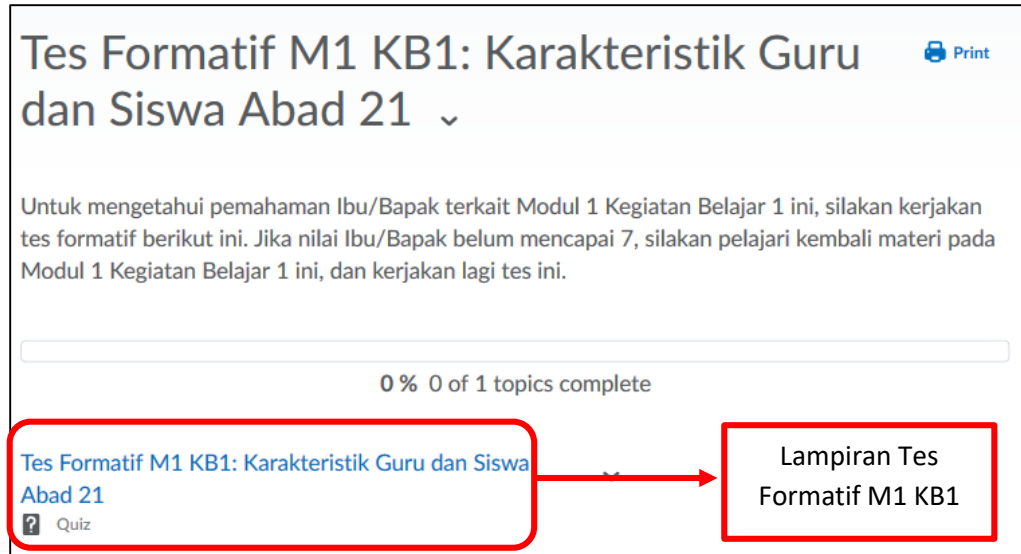 Tes Formatif M1 KB1: Karakteristik Guru
dan Siswa Abad 21
Print
Untuk mengetahui pemahaman Ibu/Bapak terkait Modul 1 Kegiatan Belajar 1 ini, silakan kerjakan
tes formatif berikut ini. Jika nilai Ibu/Bapak belum mencapai 7, silakan pelajari kembali materi pada
Modul 1 Kegiatan Belajar 1 ini, dan kerjakan lagi tes ini.
0 % 0 of 1 topics complete
Tes Formatif M1 KB1: Karakteristik Guru dan Siswa
Abad 21
? Quiz
Lampiran Tes
Formatif M1 KB1